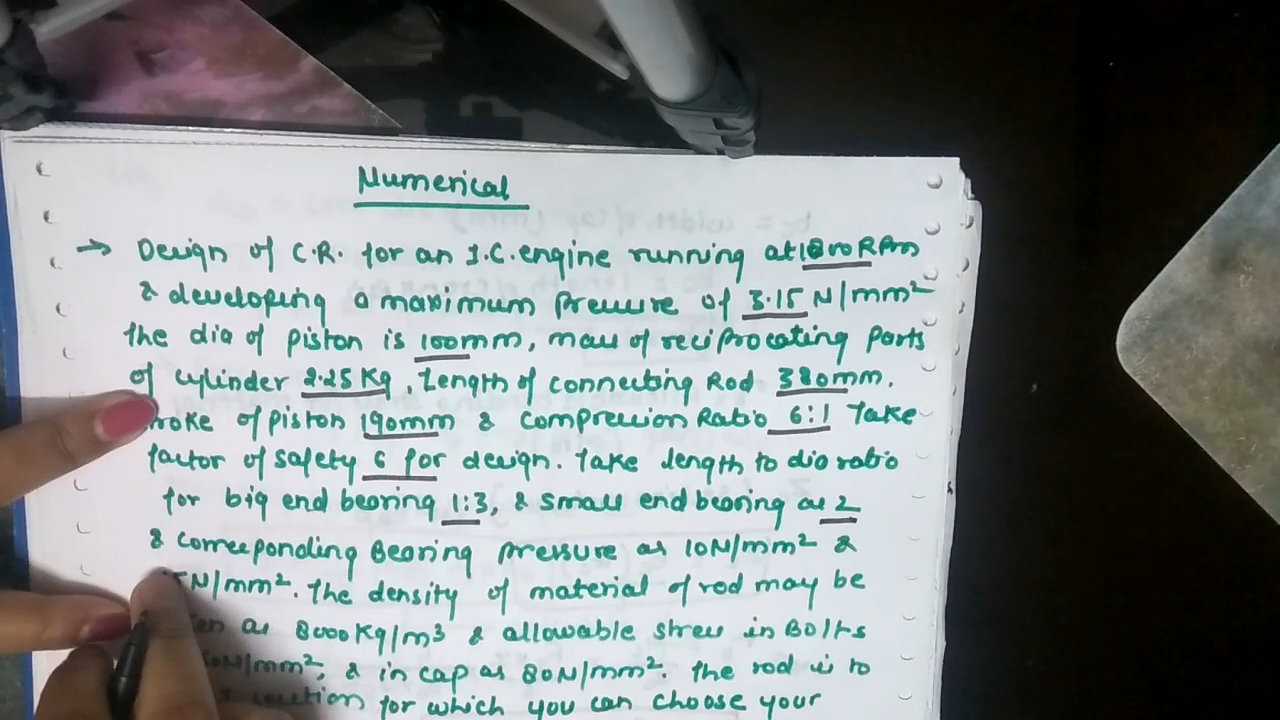 Numerical
→ Design of C.R. for an I.C. engine running at 1800 RPm
& developing a maximum pressure of 3.15 N/mm²
the dia of piston is 100mm, mass of reciprocating parts
of cylinder 2.25 Kg, Length of connecting Rod 380mm.
of piston 190mm & compression Ratio 6:1 Take
factor of safety 6 for design. Take length to dia ratio
for big end bearing 1:3, & small end bearing as 2
& corresponding Bearing pressure as 10N/mm² &
N/mm². The density of material of rod may be
as 8000Kg/m3 & allowable stress in Bolts
N/mm², & in cap as 80N/mm². The rod is to
section for which you can choose your